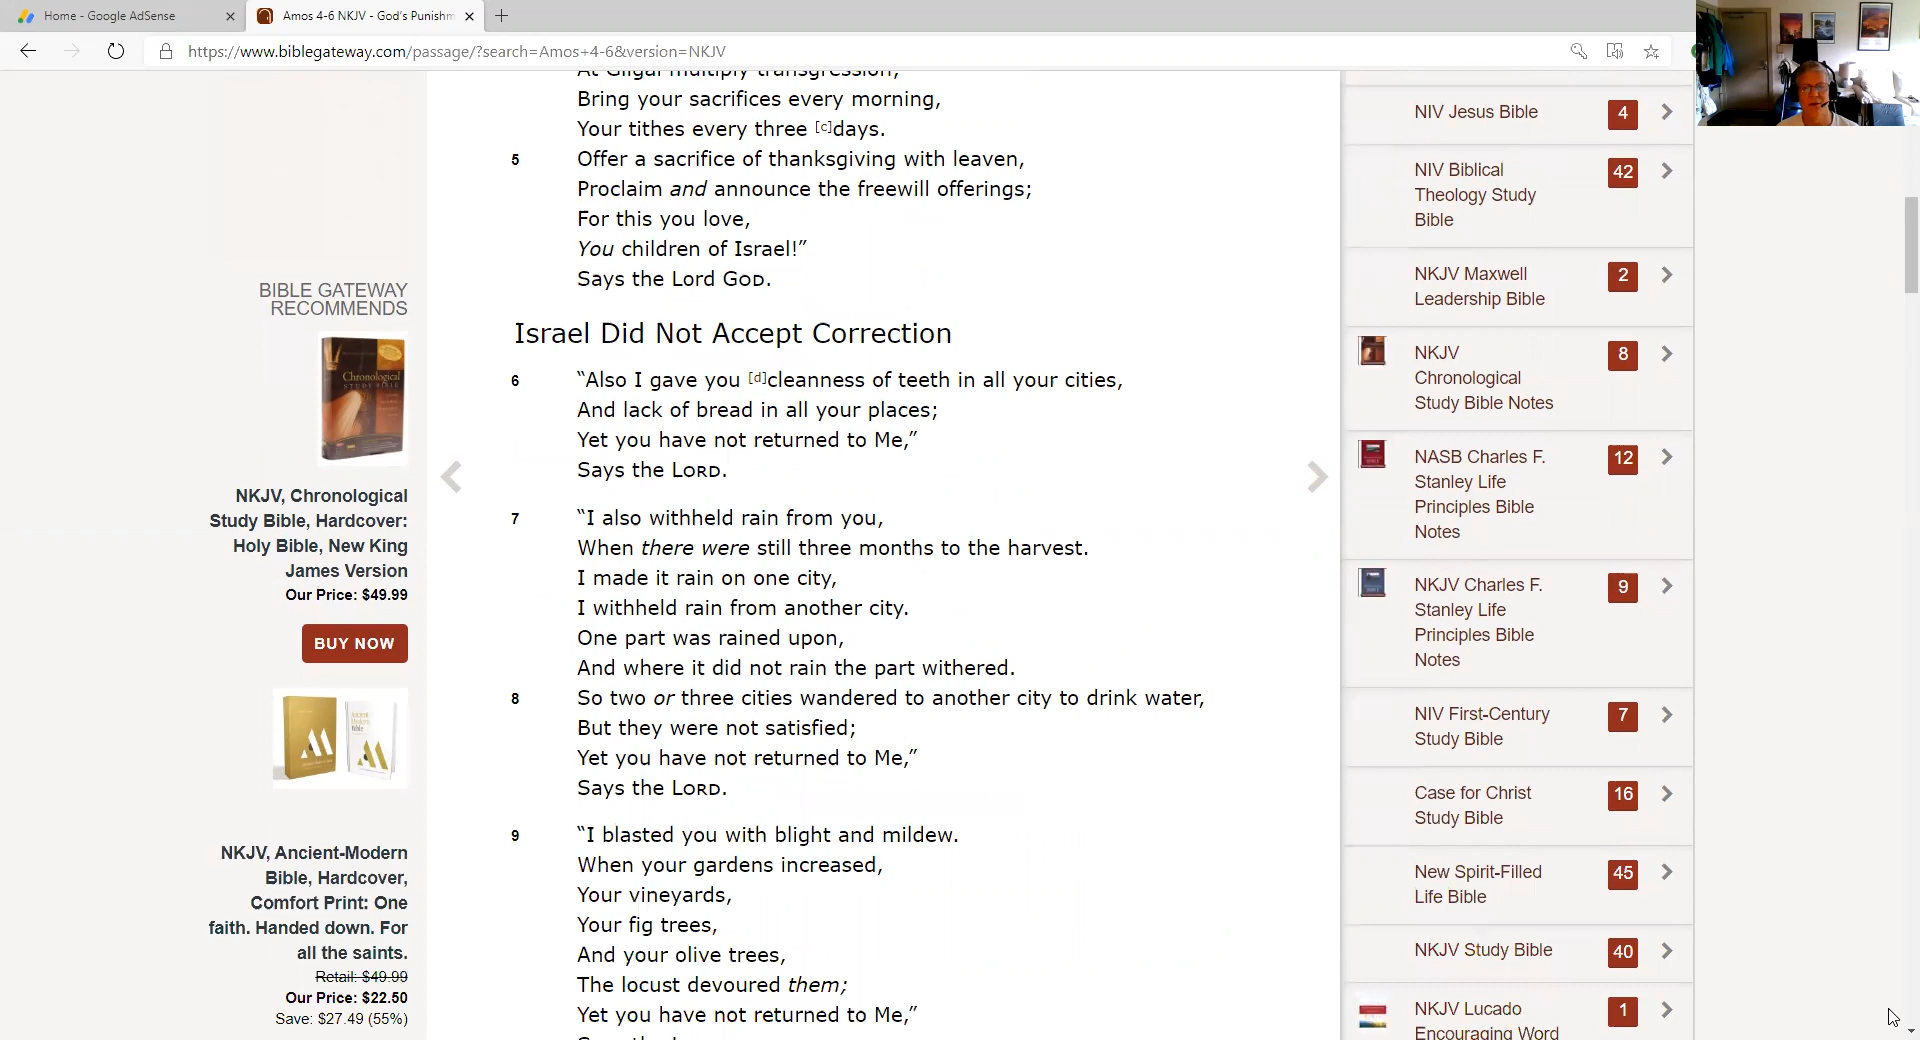 Home - Google AdSense
Amos 4-6 NKJV - God's Punishm
https://www.biblegateway.com/passage/?search=Amos+4-6&version=NKJV
At Gilgal multiply transgression,
Bring your sacrifices every morning,
Your tithes every three [c]days.
5 Offer a sacrifice of thanksgiving with leaven,
Proclaim and announce the freewill offerings;
For this you love,
You children of Israel!”
Says the Lord GOD.
Israel Did Not Accept Correction
6 “Also I gave you [d]cleanness of teeth in all your cities,
And lack of bread in all your places;
Yet you have not returned to Me,”
Says the LORD.
7 “I also withheld rain from you,
When there were still three months to the harvest.
I made it rain on one city,
I withheld rain from another city.
One part was rained upon,
And where it did not rain the part withered.
8 So two or three cities wandered to another city to drink water,
But they were not satisfied;
Yet you have not returned to Me,”
Says the LORD.
9 “I blasted you with blight and mildew.
When your gardens increased,
Your vineyards,
Your fig trees,
And your olive trees,
The locust devoured them;
Yet you have not returned to Me,”
BIBLE GATEWAY
RECOMMENDS
Chronological
STUDY BIBLE
NKJV, Chronological
Study Bible, Hardcover:
Holy Bible, New King
James Version
Our Price: $49.99
BUY NOW
NKJV, Ancient-Modern
Bible, Hardcover,
Comfort Print: One
faith. Handed down. For
all the saints.
Retail: $49.99
Our Price: $22.50
Save: $27.49 (55%)
NIV Jesus Bible 4
NIV Biblical 42
Theology Study
Bible
NKJV Maxwell 2
Leadership Bible
NKJV 8
Chronological
Study Bible Notes
NASB Charles F. 12
Stanley Life
Principles Bible
Notes
NKJV Charles F. 9
Stanley Life
Principles Bible
Notes
NIV First-Century 7
Study Bible
Case for Christ 16
Study Bible
New Spirit-Filled 45
Life Bible
NKJV Study Bible 40
NKJV Lucado 1
Encouraging Word